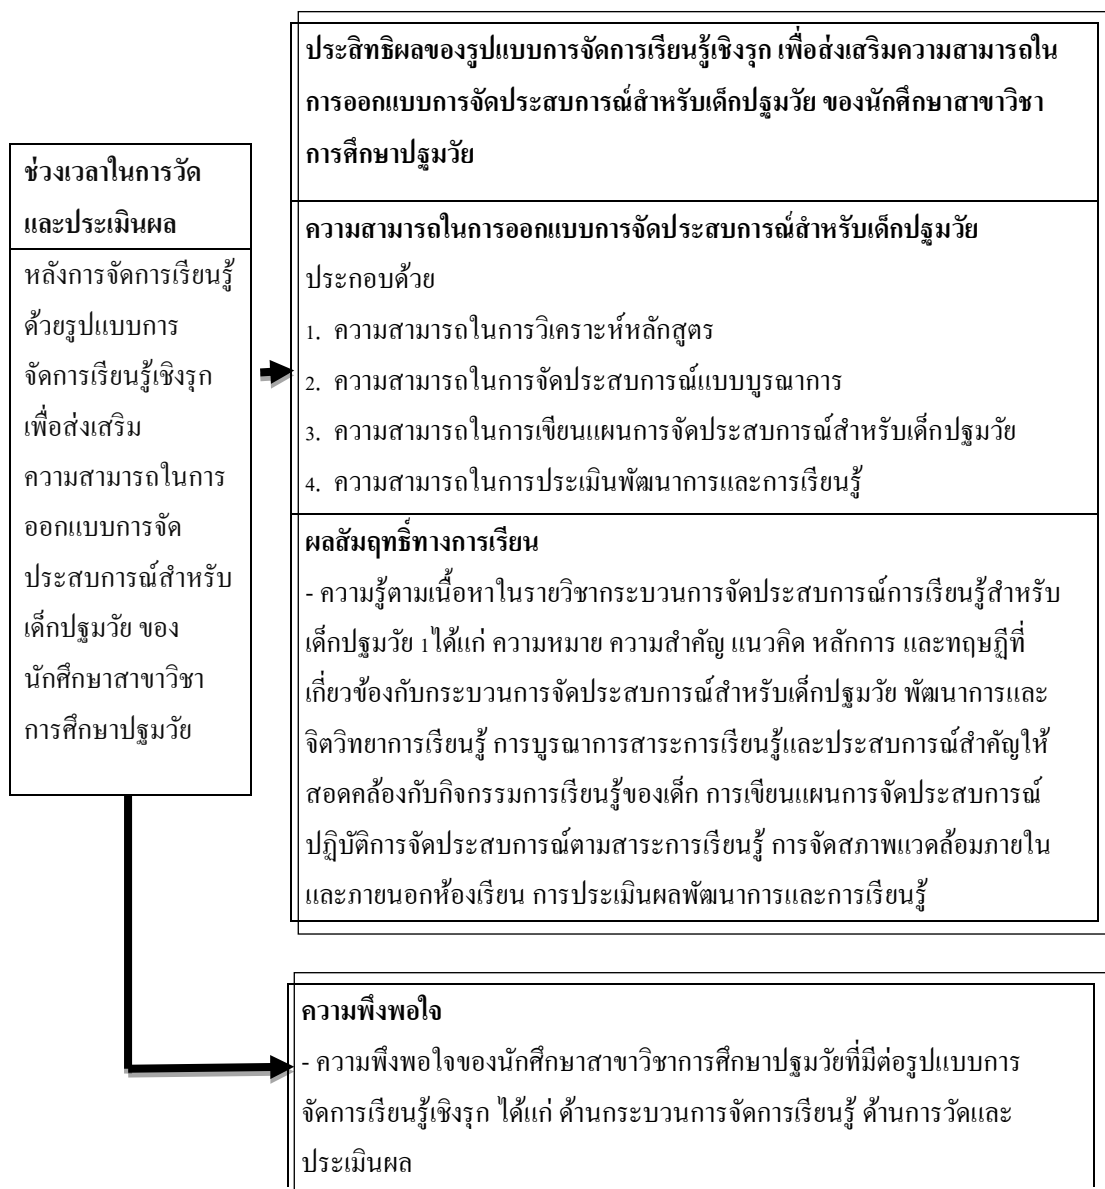 ช่วงเวลาในการวัด
และประเมินผล
หลังการจัดการเรียนรู้
ด้วยรูปแบบการ
จัดการเรียนรู้เชิงรุก
เพื่อส่งเสริม
ความสามารถในการ
ออกแบบการจัด
ประสบการณ์สำหรับ
เด็กปฐมวัย ของ
นักศึกษาสาขาวิชา
การศึกษาปฐมวัย
ประสิทธิผลของรูปแบบการจัดการเรียนรู้เชิงรุก เพื่อส่งเสริมความสามารถใน
การออกแบบการจัดประสบการณ์สำหรับเด็กปฐมวัย ของนักศึกษาสาขาวิชา
การศึกษาปฐมวัย
ความสามารถในการออกแบบการจัดประสบการณ์สำหรับเด็กปฐมวัย
ประกอบด้วย
1. ความสามารถในการวิเคราะห์หลักสูตร
2. ความสามารถในการจัดประสบการณ์แบบบูรณาการ
3. ความสามารถในการเขียนแผนการจัดประสบการณ์สำหรับเด็กปฐมวัย
4. ความสามารถในการประเมินพัฒนาการและการเรียนรู้
ผลสัมฤทธิ์ทางการเรียน
- ความรู้ตามเนื้อหาในรายวิชากระบวนการจัดประสบการณ์การเรียนรู้สำหรับ
เด็กปฐมวัย 1 ได้แก่ ความหมาย ความสำคัญ แนวคิด หลักการ และทฤษฎีที่
เกี่ยวข้องกับกระบวนการจัดประสบการณ์สำหรับเด็กปฐมวัย พัฒนาการและ
จิตวิทยาการเรียนรู้ การบูรณาการสาระการเรียนรู้และประสบการณ์สำคัญให้
สอดคล้องกับกิจกรรมการเรียนรู้ของเด็ก การเขียนแผนการจัดประสบการณ์
ปฏิบัติการจัดประสบการณ์ตามสาระการเรียนรู้ การจัดสภาพแวดล้อมภายใน
และภายนอกห้องเรียน การประเมินผลพัฒนาการและการเรียนรู้
ความพึงพอใจ
- ความพึงพอใจของนักศึกษาสาขาวิชาการศึกษาปฐมวัยที่มีต่อรูปแบบการ
จัดการเรียนรู้เชิงรุก ได้แก่ ด้านกระบวนการจัดการเรียนรู้ ด้านการวัดและ
ประเมินผล